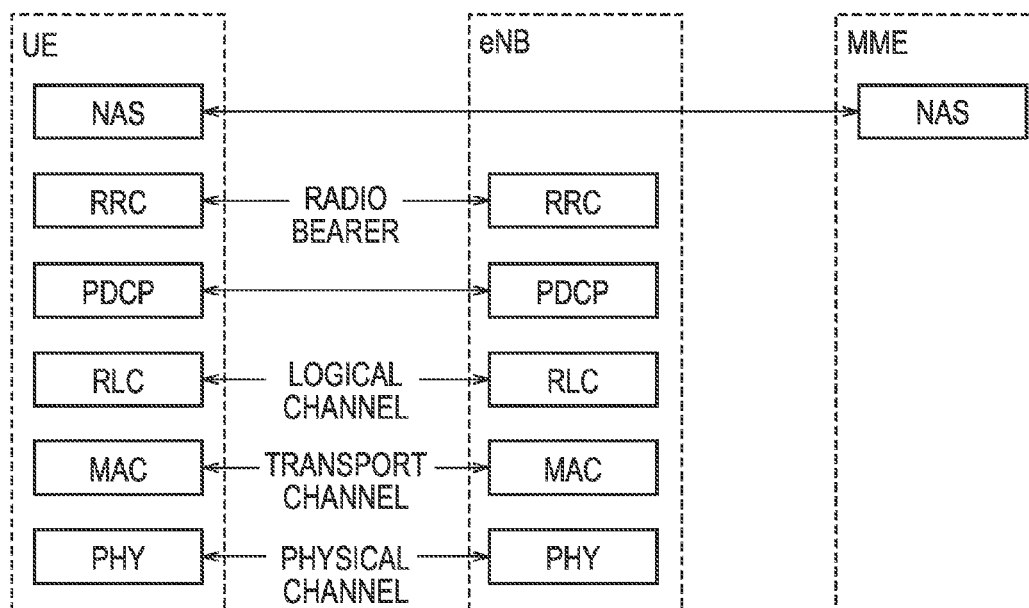 UE
eNB
MME
NAS
NAS
RRC
RADIO
BEARER
RRC
PDCP
PDCP
RLC
LOGICAL
CHANNEL
RLC
MAC
TRANSPORT
CHANNEL
MAC
PHY
PHYSICAL
CHANNEL
PHY